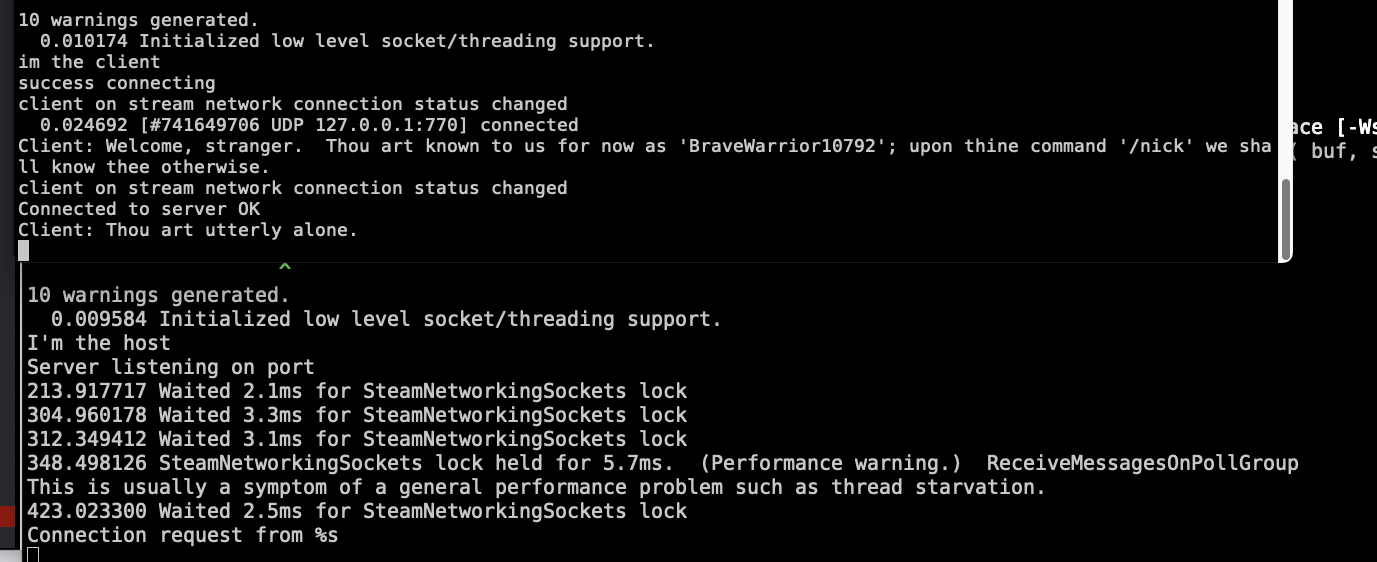 10 warnings generated.
  0.010174 Initialized low level socket/threading support.
im the client
success connecting
client on stream network connection status changed
  0.024692 [#741649706 UDP 127.0.0.1:770] connected
Client: Welcome, stranger.  Thou art known to us for now as 'BraveWarrior10792'; upon thine command '/nick' we sha
ll know thee otherwise.
client on stream network connection status changed
Connected to server OK
Client: Thou art utterly alone.
ace [-Ws
( buf, s
^
10 warnings generated.
  0.009584 Initialized low level socket/threading support.
I'm the host
Server listening on port
213.917717 Waited 2.1ms for SteamNetworkingSockets lock
304.960178 Waited 3.3ms for SteamNetworkingSockets lock
312.349412 Waited 3.1ms for SteamNetworkingSockets lock
348.498126 SteamNetworkingSockets lock held for 5.7ms.  (Performance warning.)  ReceiveMessagesOnPollGroup
This is usually a symptom of a general performance problem such as thread starvation.
423.023300 Waited 2.5ms for SteamNetworkingSockets lock
Connection request from %s